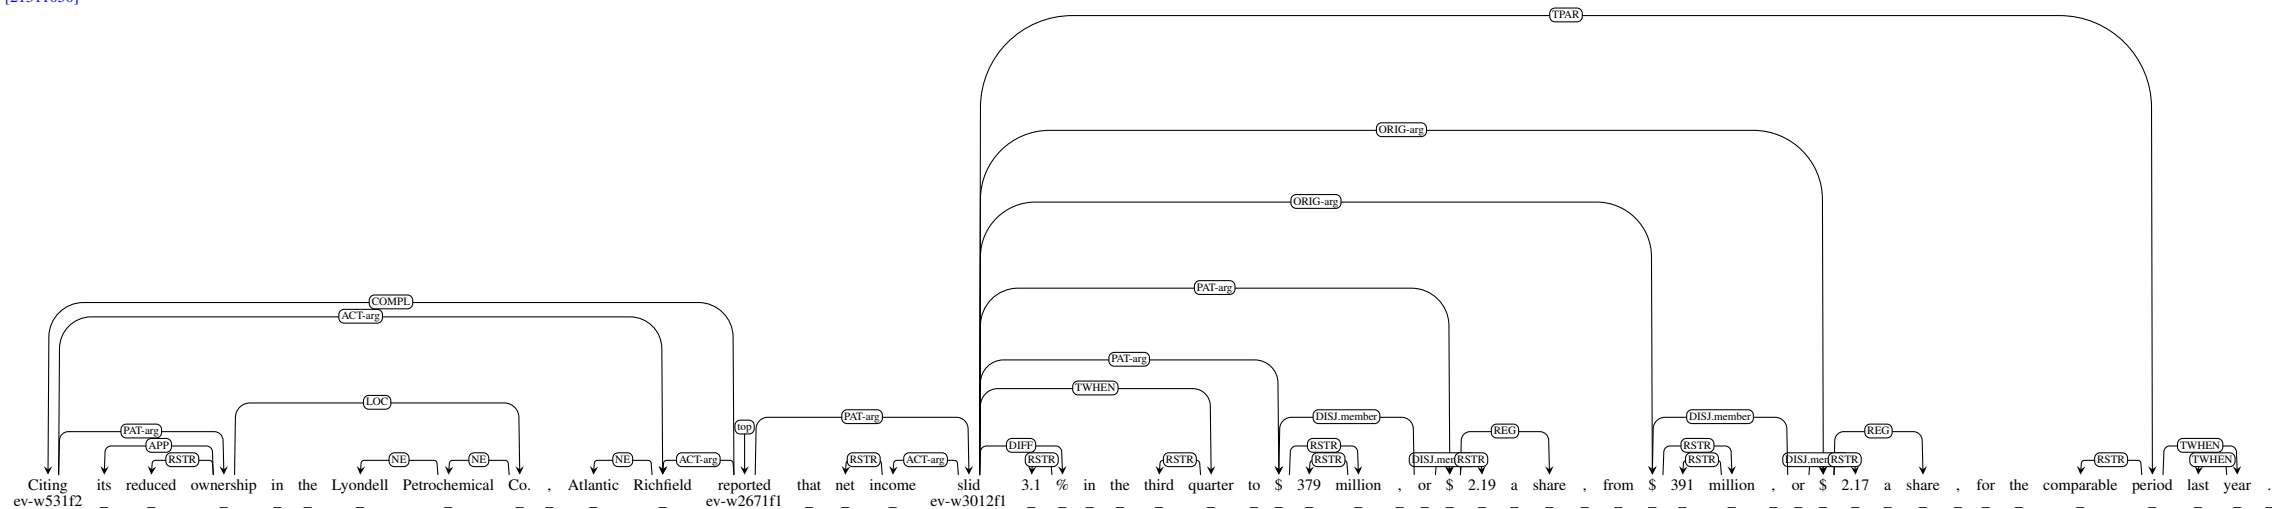 TPAR
ORIG-arg
ORIG-arg
PAT-arg
COMPL
ACT-arg
PAT-arg
TWHEN
LOC
PAT-arg DISJ.member DISJ.member
top
PAT-arg REG REG
APP DIFF RSTR RSTR TWHEN
RSTR NE NE NE ACT-arg RSTR ACT-arg RSTR RSTR RSTR RSTR RSTR RSTR RSTR TWHEN
Citing its reduced ownership in the Lyondell Petrochemical Co. , Atlantic Richfield reported that net income slid 3.1 % in the third quarter to $ 379 million , or $ 2.19 a share , from $ 391 million , or $ 2.17 a share , for the comparable period last year .
ev-w531f2 _ _ _ _ _ _ _ _ _ _ _ ev-w2671f1 _ _ _ ev-w3012f1 _ _ _ _ _ _ _ _ _ _ _ _ _ _ _ _ _ _ _ _ _ _ _ _ _ _ _ _ _ _ _ _ _ _